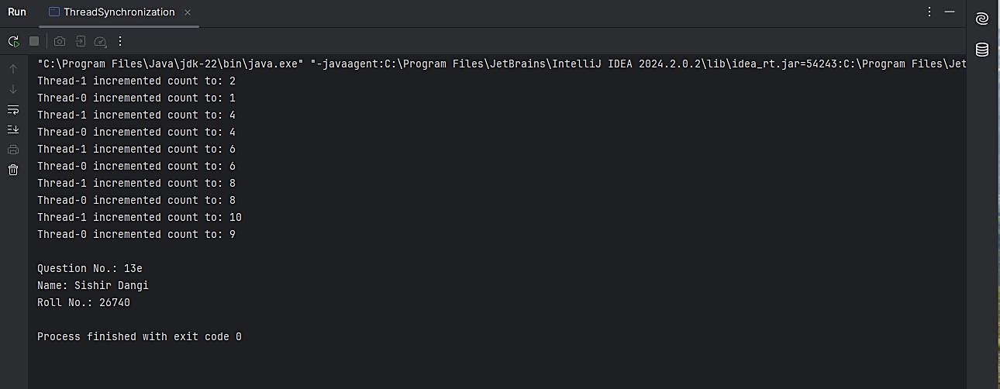 Run ThreadSynchronization
"C:\Program Files\Java\jdk-22\bin\java.exe" "-javaagent:C:\Program Files\JetBrains\IntelliJ IDEA 2024.2.0.2\lib\idea_rt.jar=54243:C:\Program Files\Jet
Thread-1 incremented count to: 2
Thread-0 incremented count to: 1
Thread-1 incremented count to: 4
Thread-0 incremented count to: 4
Thread-1 incremented count to: 6
Thread-0 incremented count to: 6
Thread-1 incremented count to: 8
Thread-0 incremented count to: 8
Thread-1 incremented count to: 10
Thread-0 incremented count to: 9
Question No.: 13e
Name: Sishir Dangi
Roll No.: 26740
Process finished with exit code 0